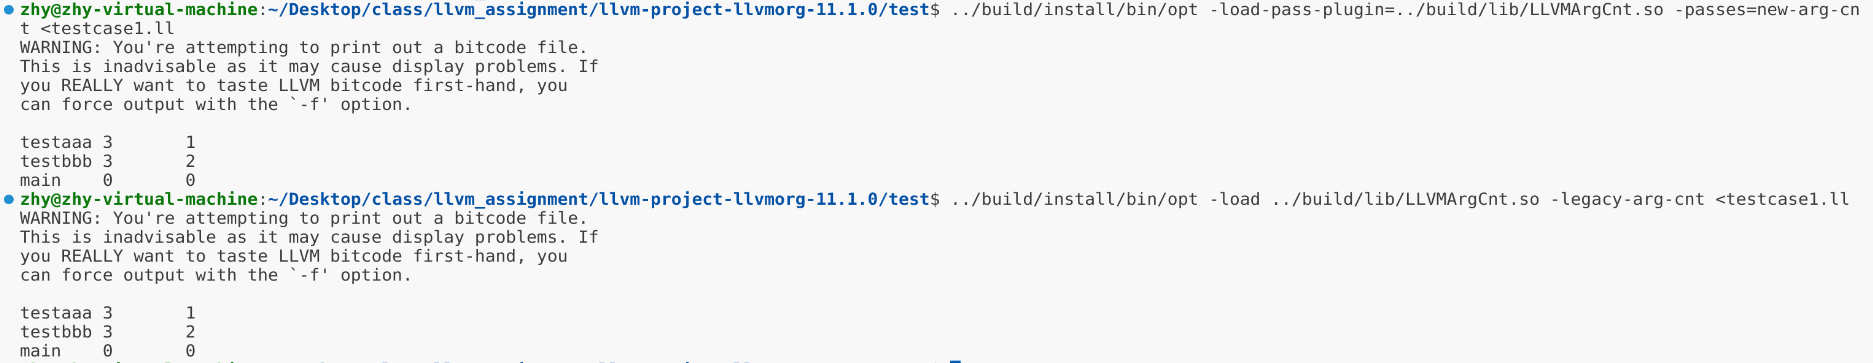 zhy@zhy-virtual-machine:~/Desktop/class/llvm_assignment/llvm-project-llvmorg-11.1.0/test$ ../build/install/bin/opt -load-pass-plugin=../build/lib/LLVMArgCnt.so -passes=new-arg-cn
t <testcase1.ll
WARNING: You're attempting to print out a bitcode file.
This is inadvisable as it may cause display problems. If
you REALLY want to taste LLVM bitcode first-hand, you
can force output with the `-f' option.

testaaa 3       1
testbbb 3       2
main    0       0
zhy@zhy-virtual-machine:~/Desktop/class/llvm_assignment/llvm-project-llvmorg-11.1.0/test$ ../build/install/bin/opt -load ../build/lib/LLVMArgCnt.so -legacy-arg-cnt <testcase1.ll
WARNING: You're attempting to print out a bitcode file.
This is inadvisable as it may cause display problems. If
you REALLY want to taste LLVM bitcode first-hand, you
can force output with the `-f' option.

testaaa 3       1
testbbb 3       2
main    0       0